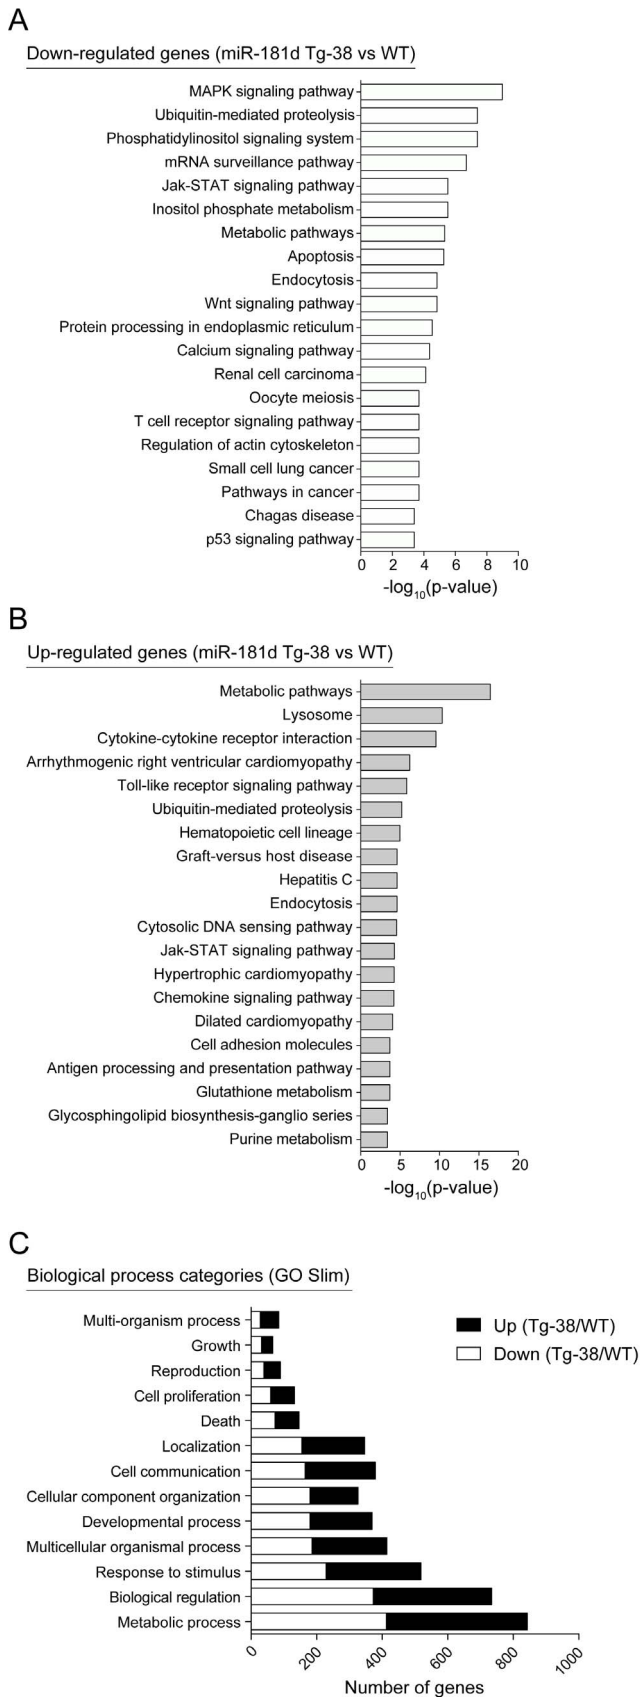 A
Down-regulated genes (miR-181d Tg-38 vs WT)
MAPK signaling pathway
Ubiquitin-mediated proteolysis
Phosphatidylinositol signaling system
mRNA surveillance pathway
Jak-STAT signaling pathway
Inositol phosphate metabolism
Metabolic pathways
Apoptosis
Endocytosis
Wnt signaling pathway
Protein processing in endoplasmic reticulum
Calcium signaling pathway
Renal cell carcinoma
Oocyte meiosis
T cell receptor signaling pathway
Regulation of actin cytoskeleton
Small cell lung cancer
Pathways in cancer
Chagas disease
p53 signaling pathway
0 2 4 6 8 10
-log10(p-value)
B
Up-regulated genes (miR-181d Tg-38 vs WT)
Metabolic pathways
Lysosome
Cytokine-cytokine receptor interaction
Arrhythmogenic right ventricular cardiomyopathy
Toll-like receptor signaling pathway
Ubiquitin-mediated proteolysis
Hematopoietic cell lineage
Graft-versus host disease
Hepatitis C
Endocytosis
Cytosolic DNA sensing pathway
Jak-STAT signaling pathway
Hypertrophic cardiomyopathy
Chemokine signaling pathway
Dilated cardiomyopathy
Cell adhesion molecules
Antigen processing and presentation pathway
Glutathione metabolism
Glycosphingolipid biosynthesis-ganglio series
Purine metabolism
0 5 10 15 20
-log10(p-value)
C
Biological process categories (GO Slim)
Up (Tg-38/WT)
Down (Tg-38/WT)
Multi-organism process
Growth
Reproduction
Cell proliferation
Death
Localization
Cell communication
Cellular component organization
Developmental process
Multicellular organismal process
Response to stimulus
Biological regulation
Metabolic process
0 200 400 600 800 1000
Number of genes